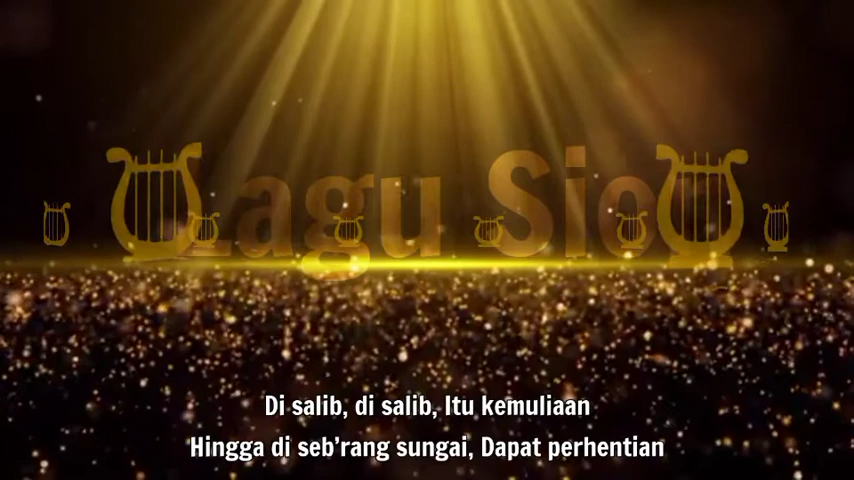 Lagu Sion
Di salib, di salib, Itu kemuliaan
Hingga di seb’rang sungai, Dapat perhentian